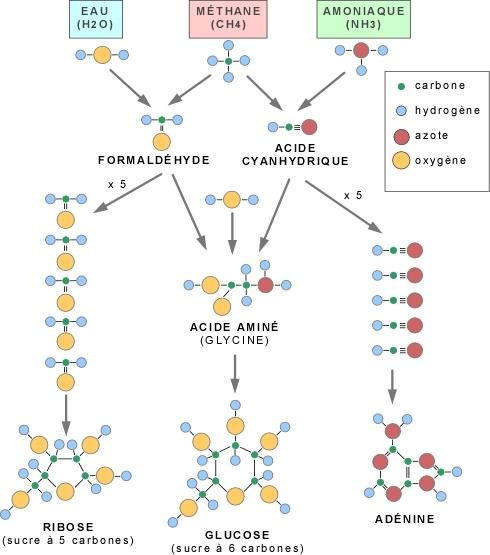 EAU
(H2O)
MÉTHANE
(CH4)
AMONIAQUE
(NH3)
carbone
hydrogène
azote
oxygène
FORMALDÉHYDE
ACIDE
CYANHYDRIQUE
x 5
x 5
ACIDE AMINÉ
(GLYCINE)
RIBOSE
(sucre à 5 carbones)
GLUCOSE
(sucre à 6 carbones)
ADÉNINE